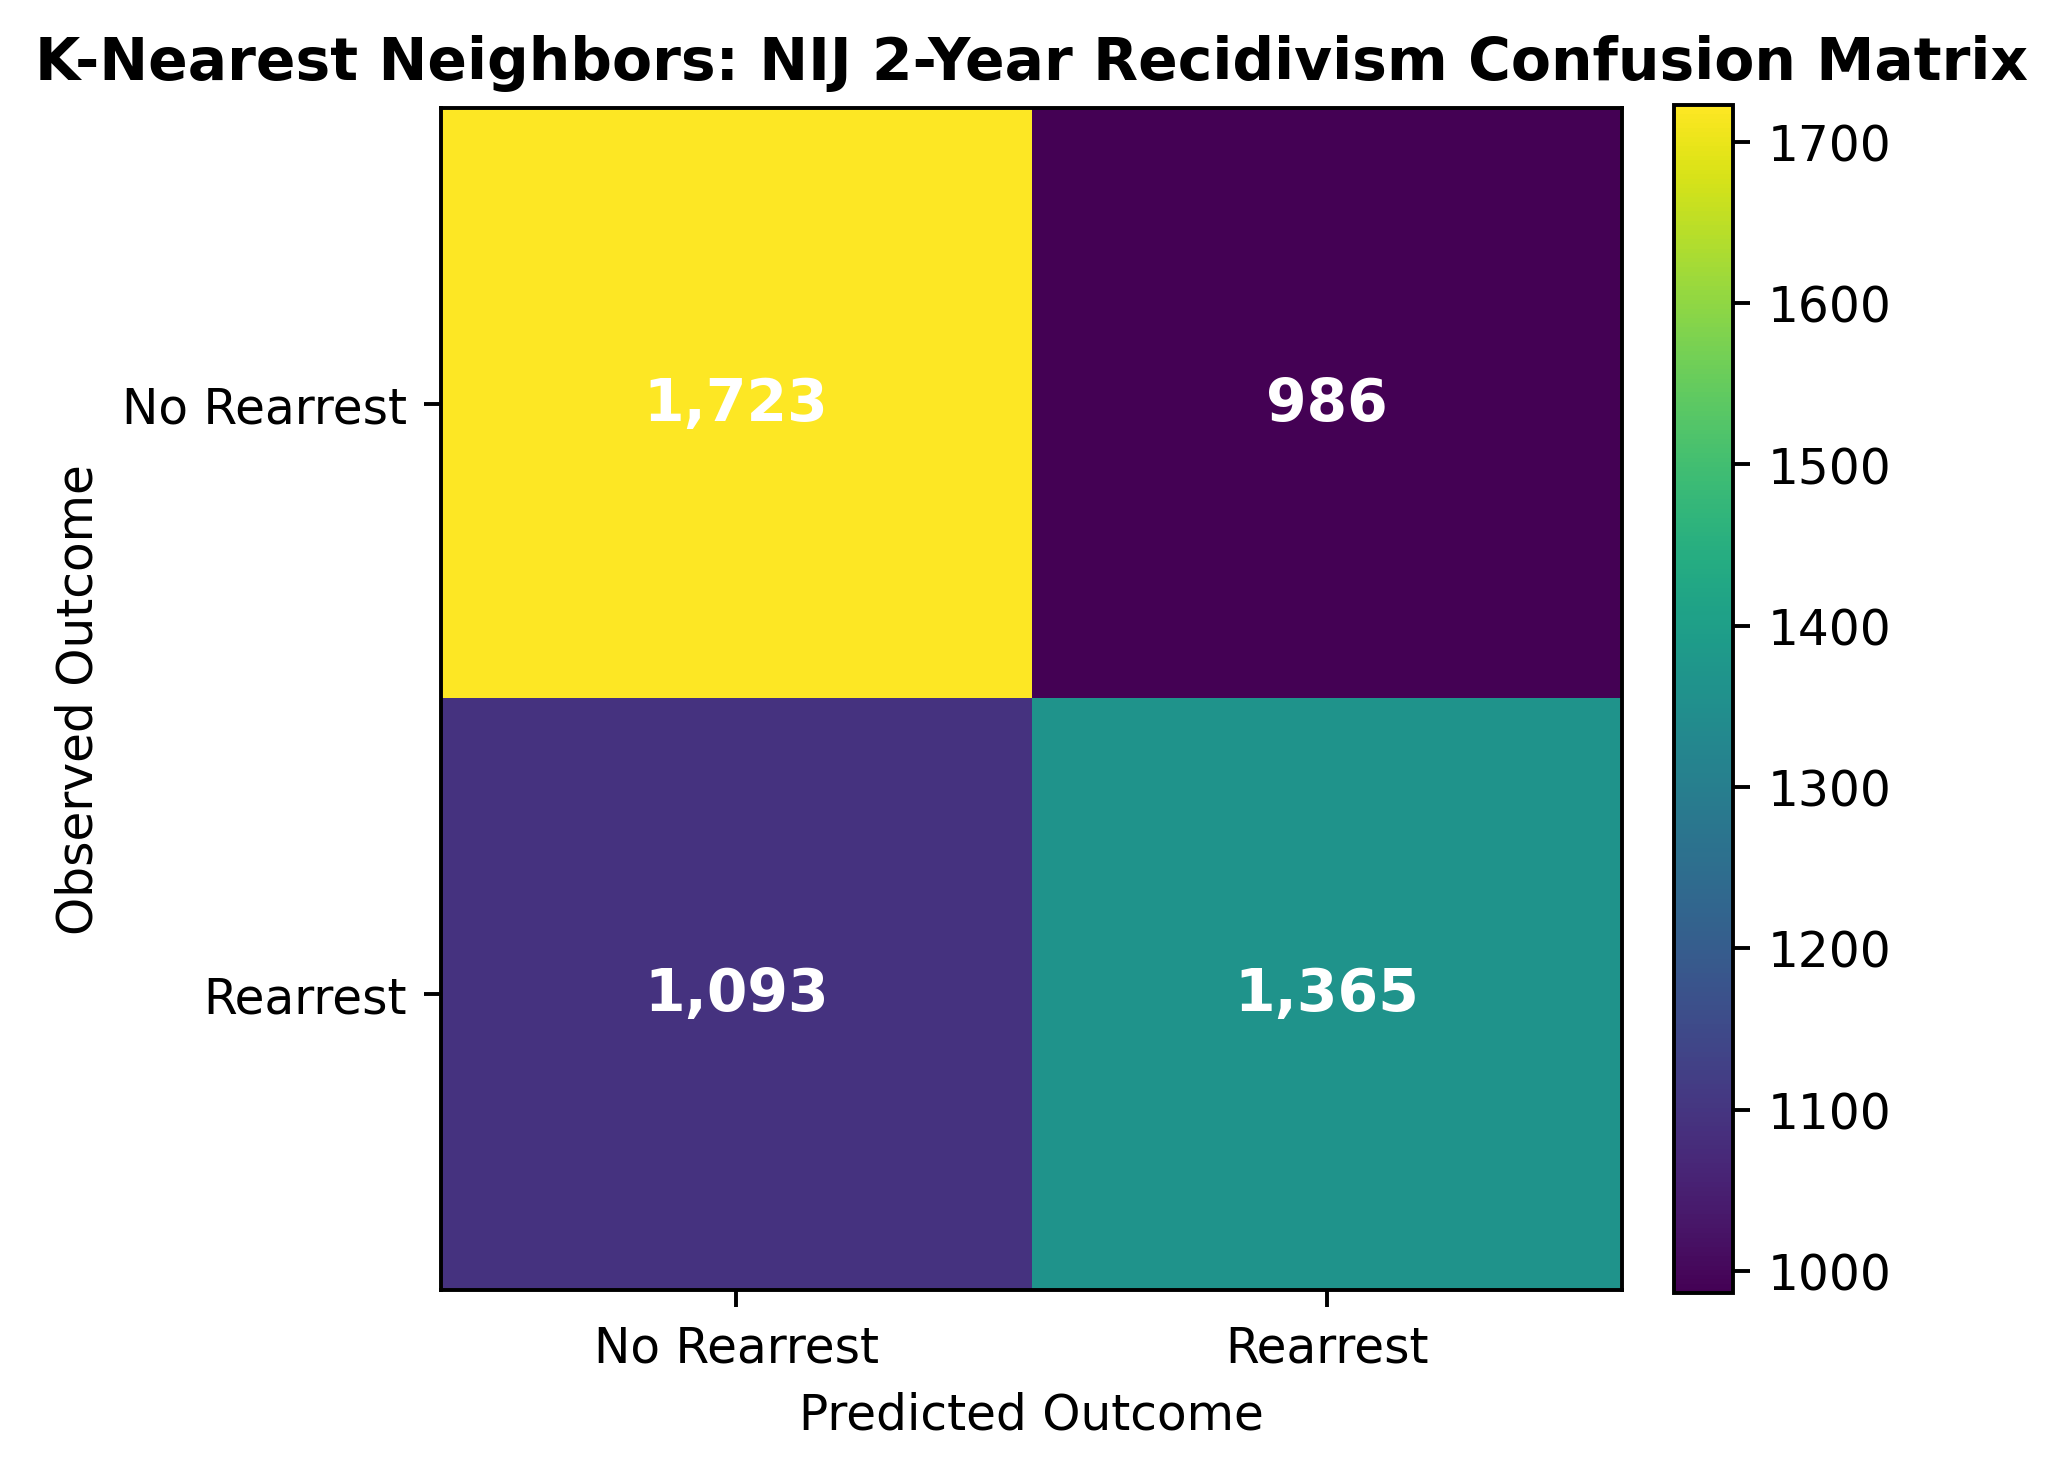 K-Nearest Neighbors: NIJ 2-Year Recidivism Confusion Matrix
Observed Outcome
No Rearrest
Rearrest
1,723
986
1,093
1,365
No Rearrest
Rearrest
Predicted Outcome
1700
1600
1500
1400
1300
1200
1100
1000